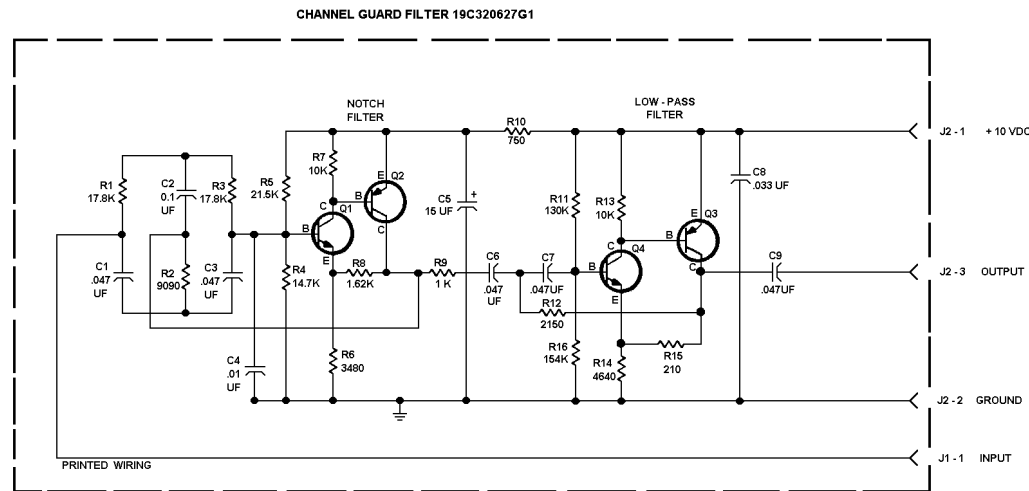 CHANNEL GUARD FILTER 19C320627G1
NOTCH
FILTER
LOW - PASS
FILTER
R10
750
J2 - 1 + 10 VDC
R1
17.8K
C2
0.1
UF
R3
17.8K
R5
21.5K
R7
10K
E
Q2
B
C
C
Q1
B
E
C5
+
15 UF
R11
130K
R13
10K
C8
.033 UF
E
Q3
B
C
C
Q4
B
E
C1
.047
UF
R2
9090
C3
.047
UF
R4
14.7K
R8
1.62K
R9
1 K
C6
.047
UF
C7
.047UF
C9
.047UF
J2 - 3 OUTPUT
R12
2150
C4
.01
UF
R6
3480
R16
154K
R14
4640
R15
210
J2 - 2 GROUND
PRINTED WIRING
J1 - 1 INPUT